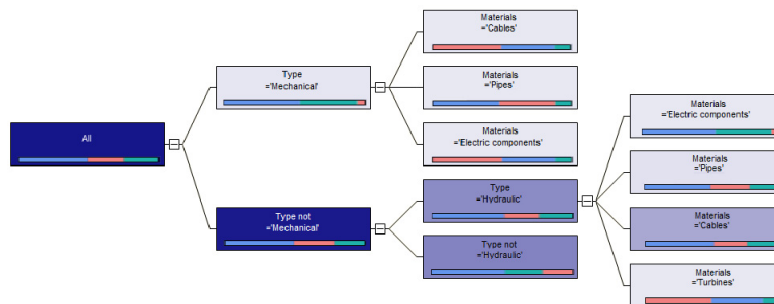 All
Type
='Mechanical'
Type not
='Mechanical'
Materials
='Cables'
Materials
='Pipes'
Materials
='Electric components'
Type
='Hydraulic'
Type not
='Hydraulic'
Materials
='Electric components'
Materials
='Pipes'
Materials
='Cables'
Materials
='Turbines'